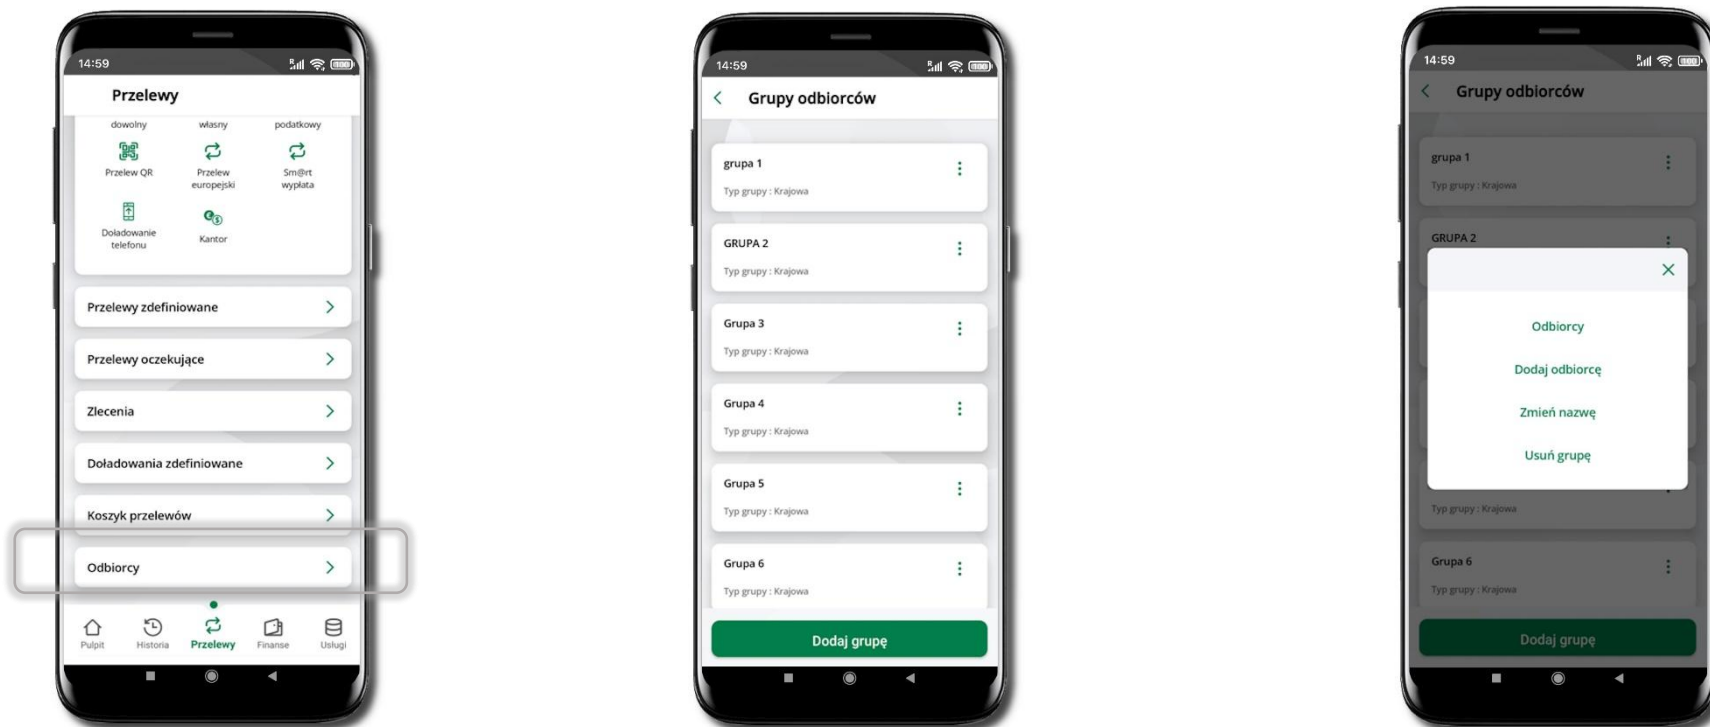 14:59
Przelewy
dowolny własny podatkowy
Przelew QR Przelew europejski Sm@rt wypłata
Doładowanie telefonu Kantor
Przelewy zdefiniowane
Przelewy oczekujące
Zlecenia
Doładowania zdefiniowane
Koszyk przelewów
Odbiorcy
Pulpit Historia Przelewy Finanse Usługi
14:59
Grupy odbiorców
grupa 1
Typ grupy : Krajowa
GRUPA 2
Typ grupy : Krajowa
Grupa 3
Typ grupy : Krajowa
Grupa 4
Typ grupy : Krajowa
Grupa 5
Typ grupy : Krajowa
Grupa 6
Typ grupy : Krajowa
Dodaj grupę
14:59
Grupy odbiorców
grupa 1
Typ grupy : Krajowa
GRUPA 2
Odbiorcy
Dodaj odbiorcę
Zmień nazwę
Usuń grupę
Typ grupy : Krajowa
Grupa 6
Typ grupy : Krajowa
Dodaj grupę